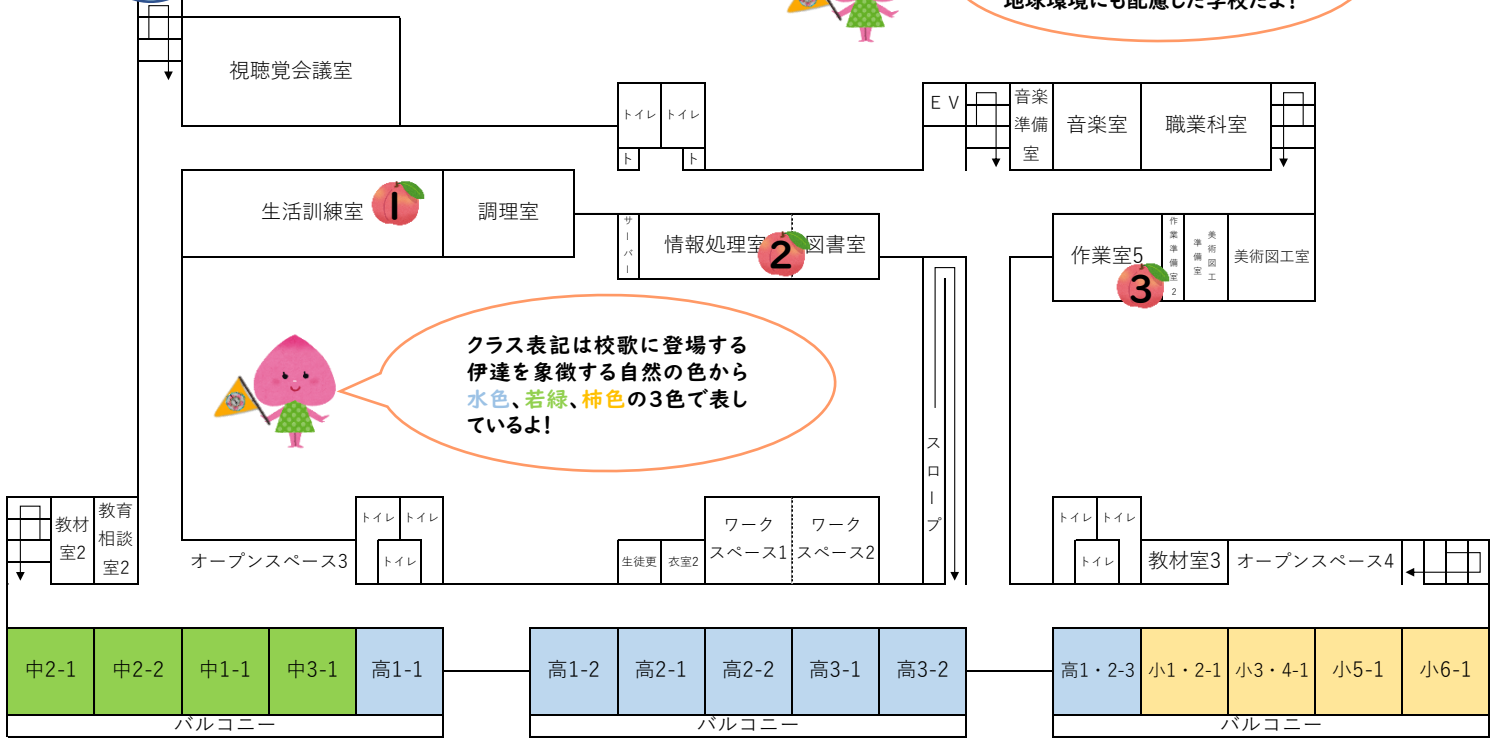 地球環境にも配慮した学校だよ!
視聴覚会議室
トイレ
トイレ
ト
ト
EV
音楽
準備
室
音楽室
職業科室
生活訓練室
1
調理室
サーバー
情報処理室
2
図書室
作業室5
3
作業準備室2
美術図工
準備室
美術図工室
クラス表記は校歌に登場する
伊達を象徴する自然の色から
水色、若緑、柿色の3色で表し
ているよ!
スロープ
教材
室2
教育
相談
室2
オープンスペース3
トイレ
トイレ
トイレ
生徒更
衣室2
ワーク
スペース1
ワーク
スペース2
トイレ
トイレ
トイレ
教材室3
オープンスペース4
中2-1
中2-2
中1-1
中3-1
高1-1
高1-2
高2-1
高2-2
高3-1
高3-2
高1・2-3
小1・2-1
小3・4-1
小5-1
小6-1
バルコニー
バルコニー
バルコニー